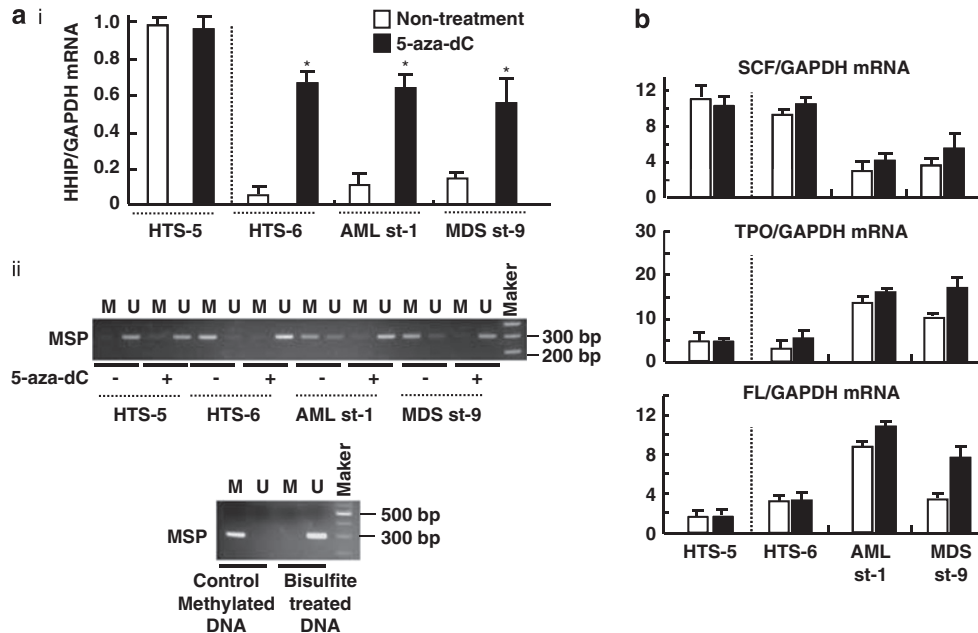 a i
Non-treatment
5-aza-dC
HHIP/GAPDH mRNA
1.0
0.8
0.6
0.4
0.2
0
* * *
HTS-5 HTS-6 AML st-1 MDS st-9
ii
M U M U M U M U M U M U M U M U Maker
MSP
300 bp
200 bp
5-aza-dC - + - + - + - +
HTS-5 HTS-6 AML st-1 MDS st-9
M U M U Maker
MSP
500 bp
300 bp
Control Methylated DNA
Bisulfite treated DNA
b
SCF/GAPDH mRNA
12
8
4
0
TPO/GAPDH mRNA
30
20
10
0
FL/GAPDH mRNA
12
8
4
0
HTS-5 HTS-6 AML st-1 MDS st-9